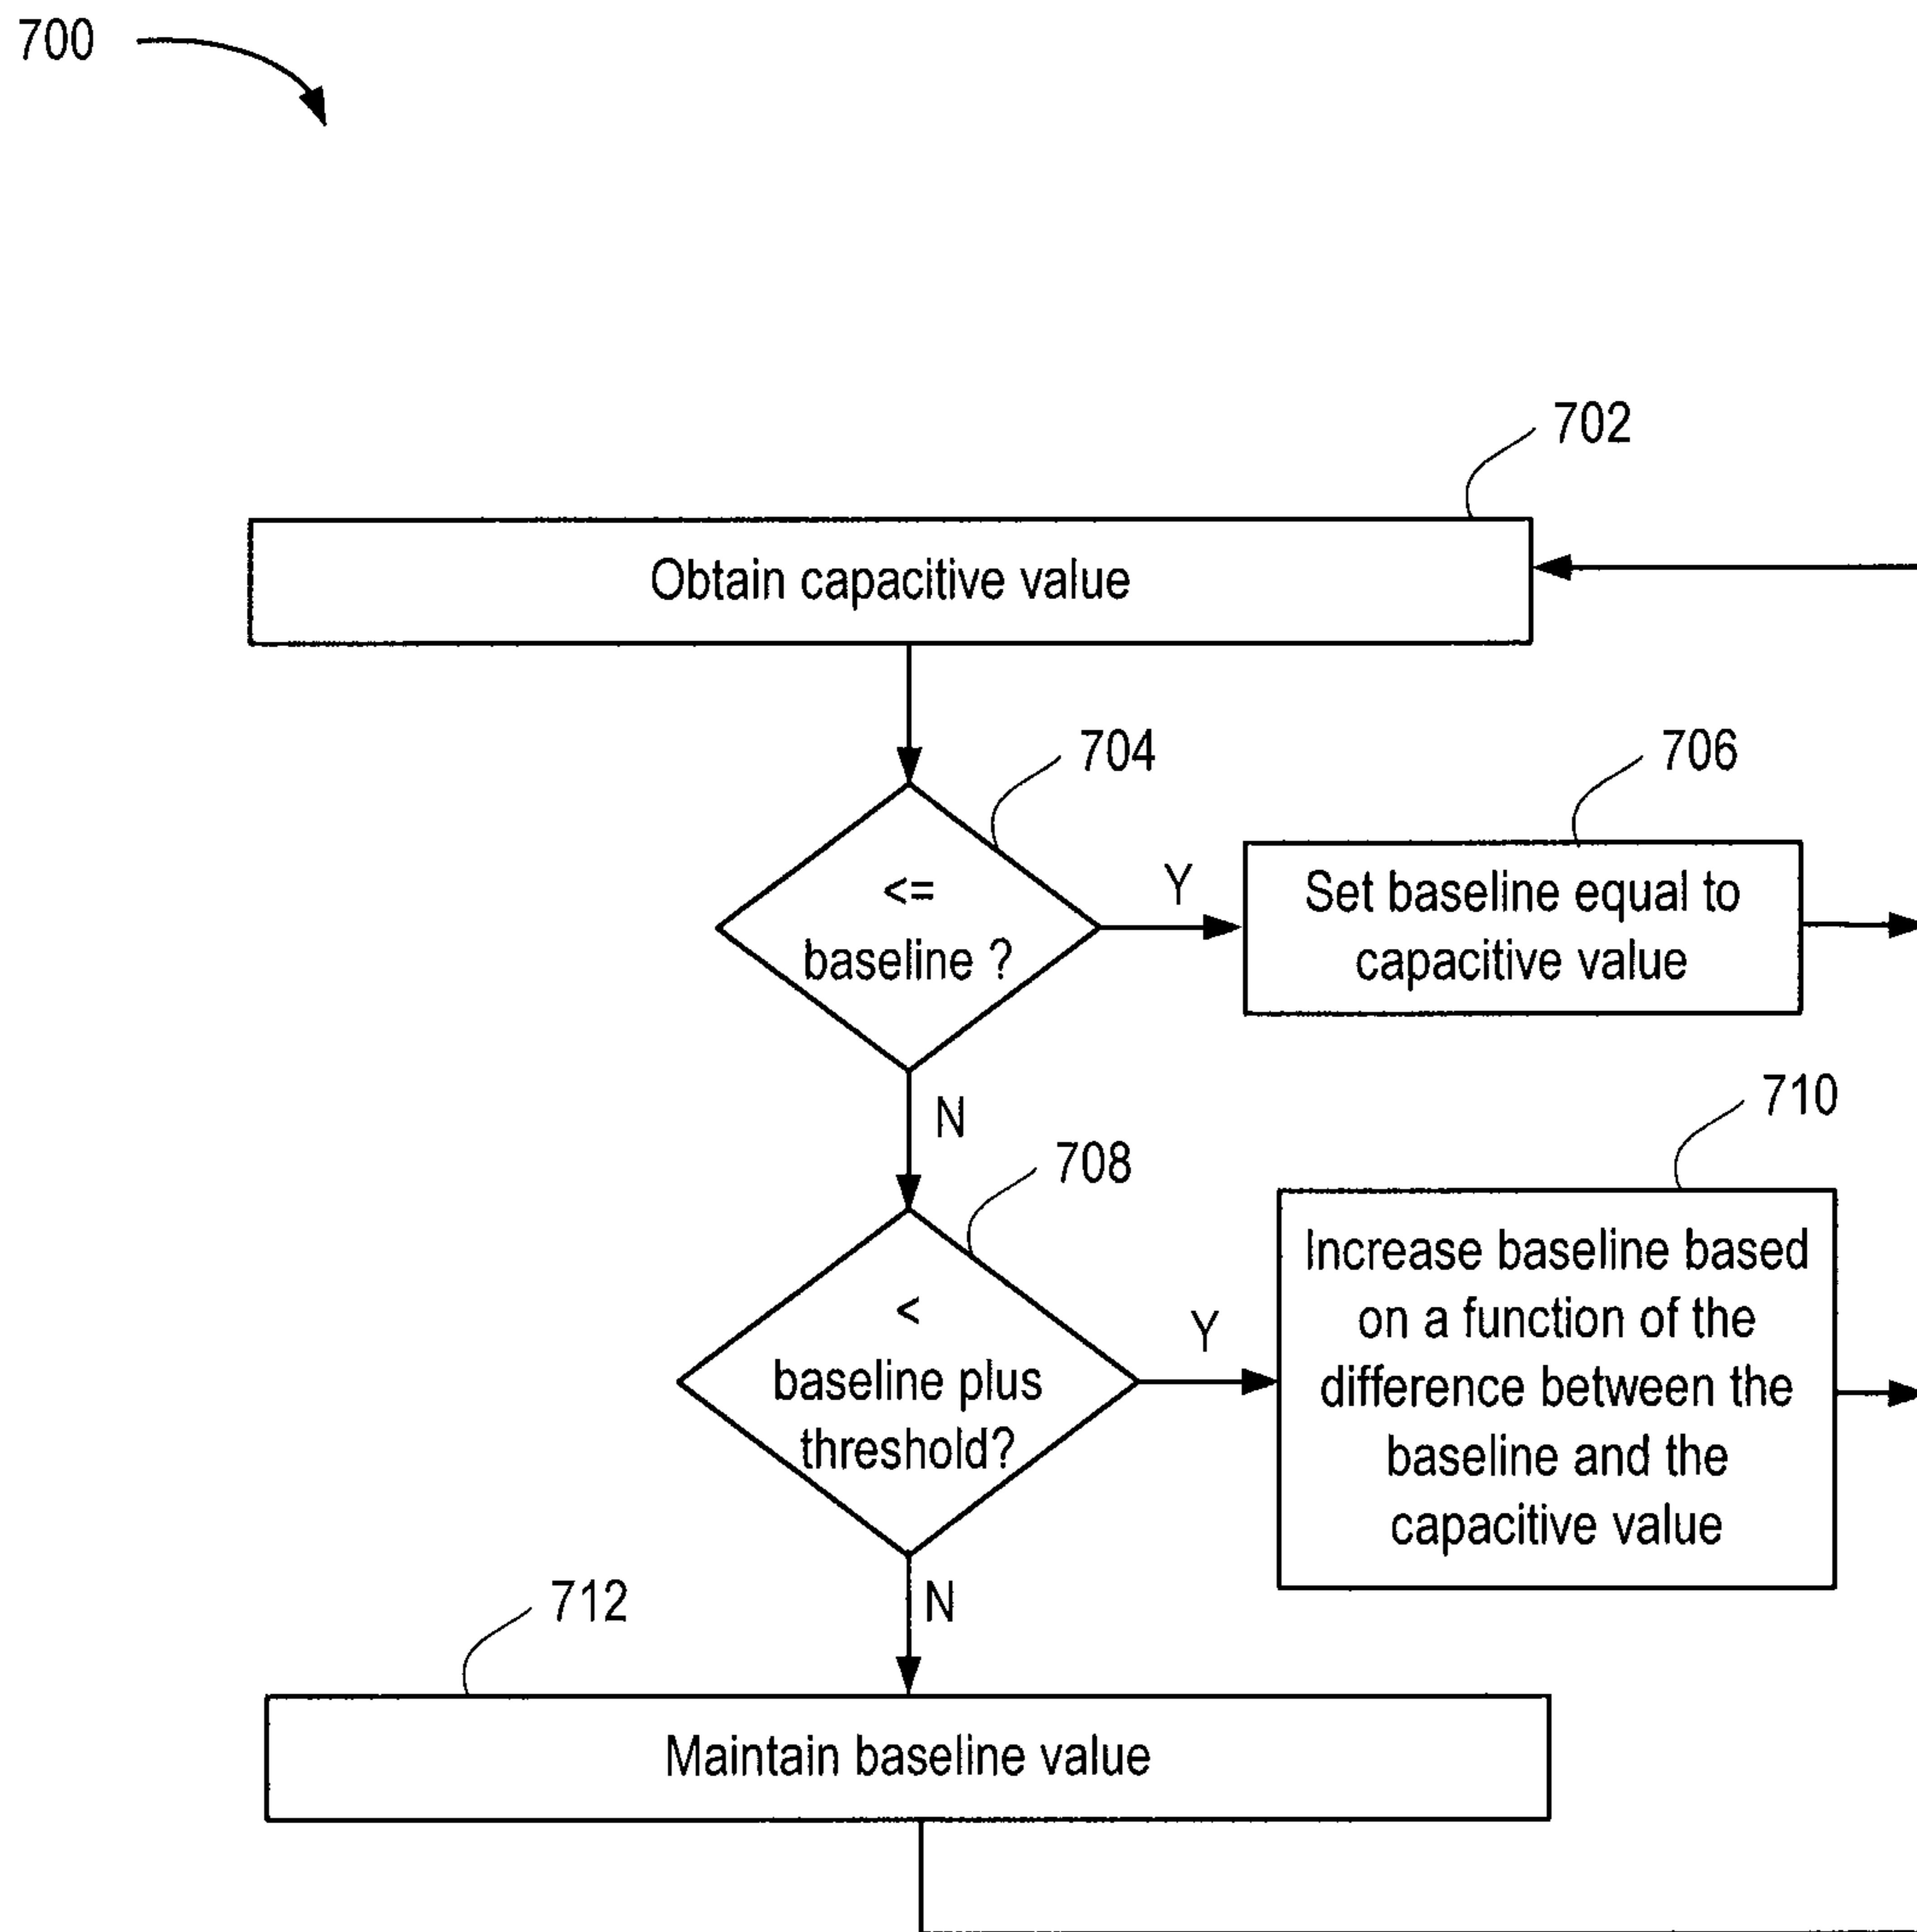 700
702
Obtain capacitive value
704
<=
baseline ?
Y
706
Set baseline equal to
capacitive value
N
708
<
baseline plus
threshold?
Y
710
Increase baseline based
on a function of the
difference between the
baseline and the
capacitive value
N
712
Maintain baseline value